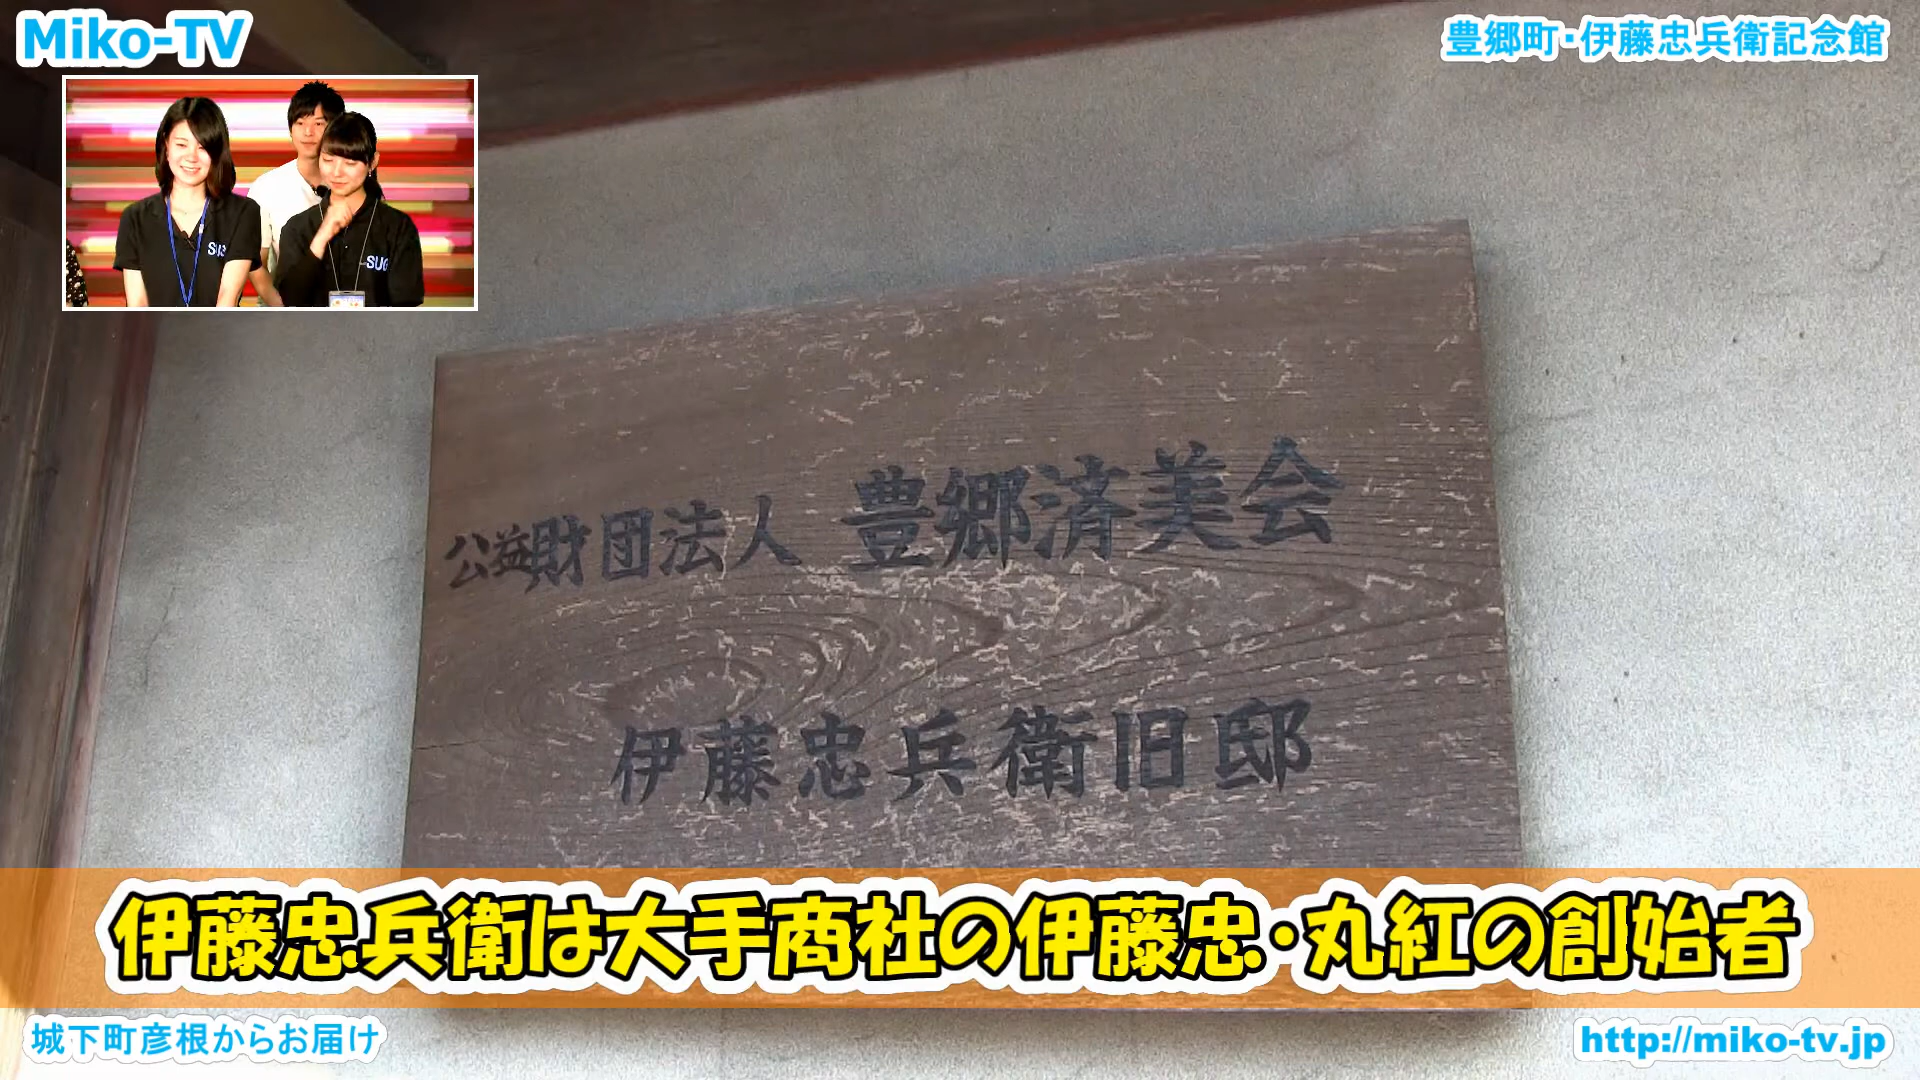 Miko-TV
豊郷町・伊藤忠兵衛記念館
SUG
公益財団法人 豊郷済美会
伊藤忠兵衛旧邸
伊藤忠兵衛は大手商社の伊藤忠・丸紅の創始者
城下町彦根からお届け
http://miko-tv.jp